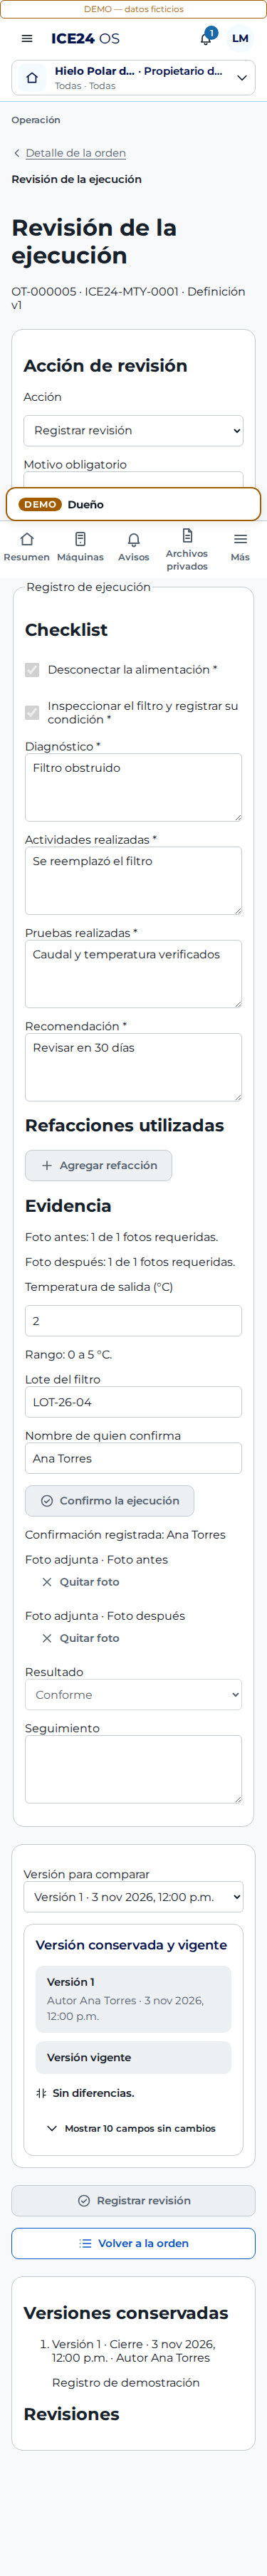 DEMO — datos ficticios
ICE24 OS
1
LM
Hielo Polar d... · Propietario d...
Todas · Todas
Operación
Detalle de la orden
Revisión de la ejecución
Revisión de la
ejecución
OT-000005 · ICE24-MTY-0001 · Definición
v1
Acción de revisión
Acción
Registrar revisión
Motivo obligatorio
DEMO Dueño
Resumen
Máquinas
Avisos
Archivos
privados
Más
Registro de ejecución
Checklist
Desconectar la alimentación *
Inspeccionar el filtro y registrar su
condición *
Diagnóstico *
Filtro obstruido
Actividades realizadas *
Se reemplazó el filtro
Pruebas realizadas *
Caudal y temperatura verificados
Recomendación *
Revisar en 30 días
Refacciones utilizadas
Agregar refacción
Evidencia
Foto antes: 1 de 1 fotos requeridas.
Foto después: 1 de 1 fotos requeridas.
Temperatura de salida (°C)
2
Rango: 0 a 5 °C.
Lote del filtro
LOT-26-04
Nombre de quien confirma
Ana Torres
Confirmo la ejecución
Confirmación registrada: Ana Torres
Foto adjunta · Foto antes
Quitar foto
Foto adjunta · Foto después
Quitar foto
Resultado
Conforme
Seguimiento
Versión para comparar
Versión 1 · 3 nov 2026, 12:00 p.m.
Versión conservada y vigente
Versión 1
Autor Ana Torres · 3 nov 2026,
12:00 p.m.
Versión vigente
Sin diferencias.
Mostrar 10 campos sin cambios
Registrar revisión
Volver a la orden
Versiones conservadas
1. Versión 1 · Cierre · 3 nov 2026,
12:00 p.m. · Autor Ana Torres
Registro de demostración
Revisiones